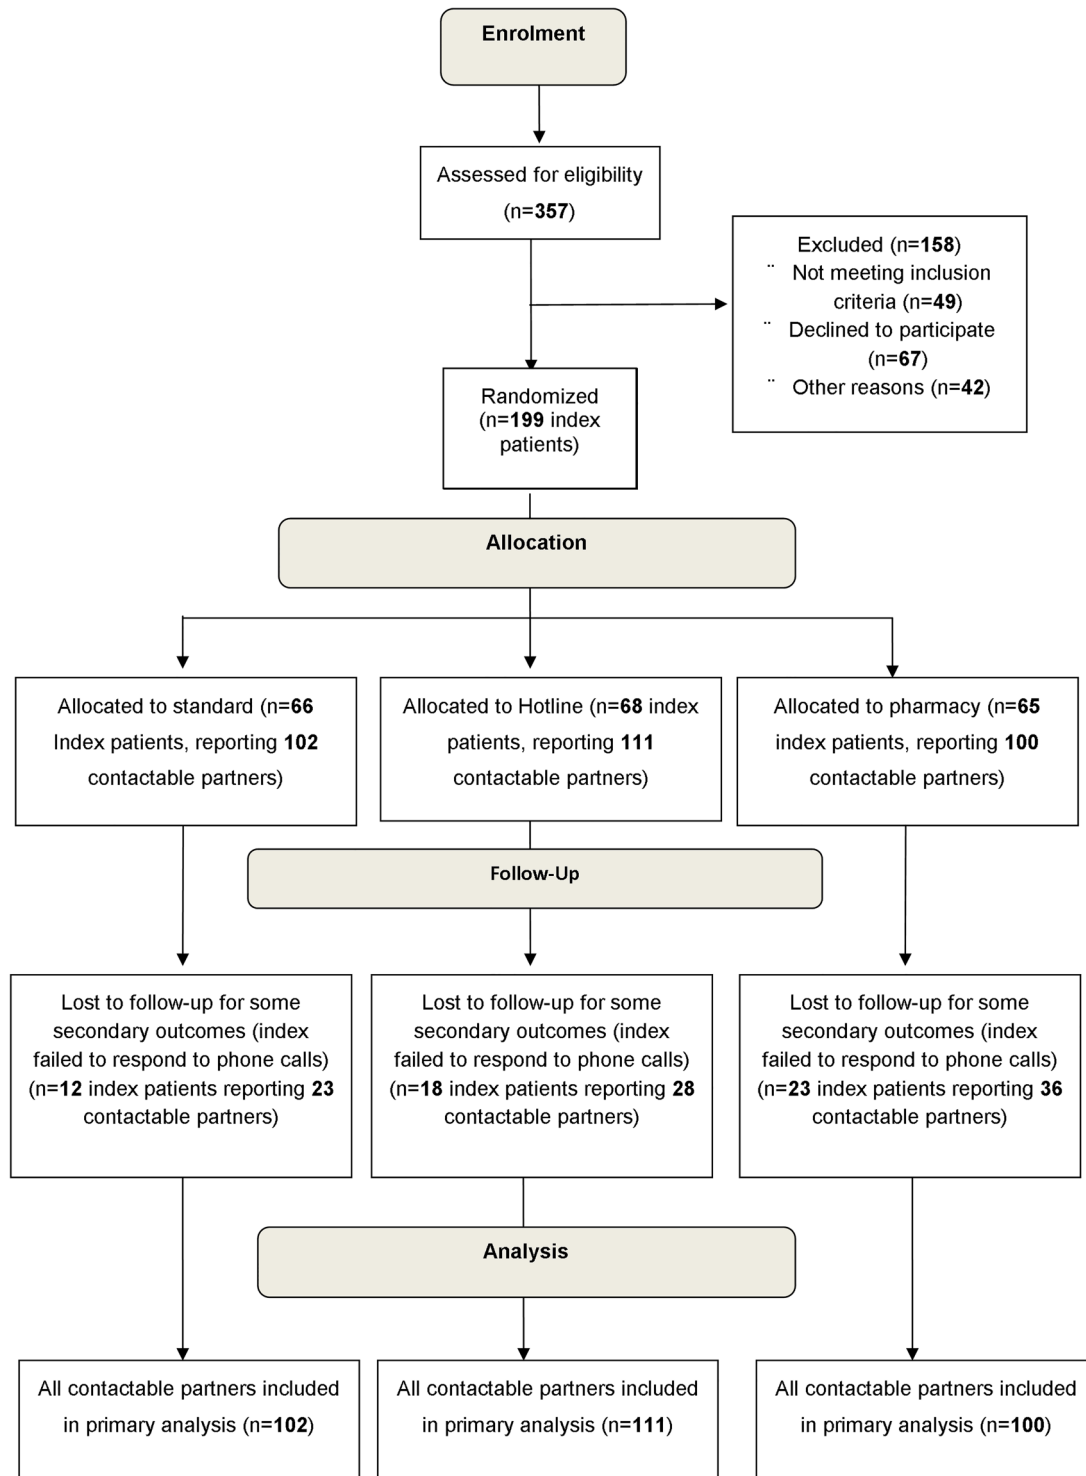 Enrolment
Assessed for eligibility
(n=357)
Excluded (n=158)
¨ Not meeting inclusion
criteria (n=49)
¨ Declined to participate
(n=67)
¨ Other reasons (n=42)
Randomized
(n=199 index
patients)
Allocation
Allocated to standard (n=66
Index patients, reporting 102
contactable partners)
Allocated to Hotline (n=68 index
patients, reporting 111
contactable partners)
Allocated to pharmacy (n=65
index patients, reporting 100
contactable partners)
Follow-Up
Lost to follow-up for some
secondary outcomes (index
failed to respond to phone calls)
(n=12 index patients reporting 23
contactable partners)
Lost to follow-up for some
secondary outcomes (index
failed to respond to phone calls)
(n=18 index patients reporting 28
contactable partners)
Lost to follow-up for some
secondary outcomes (index
failed to respond to phone calls)
(n=23 index patients reporting 36
contactable partners)
Analysis
All contactable partners included
in primary analysis (n=102)
All contactable partners included
in primary analysis (n=111)
All contactable partners included
in primary analysis (n=100)